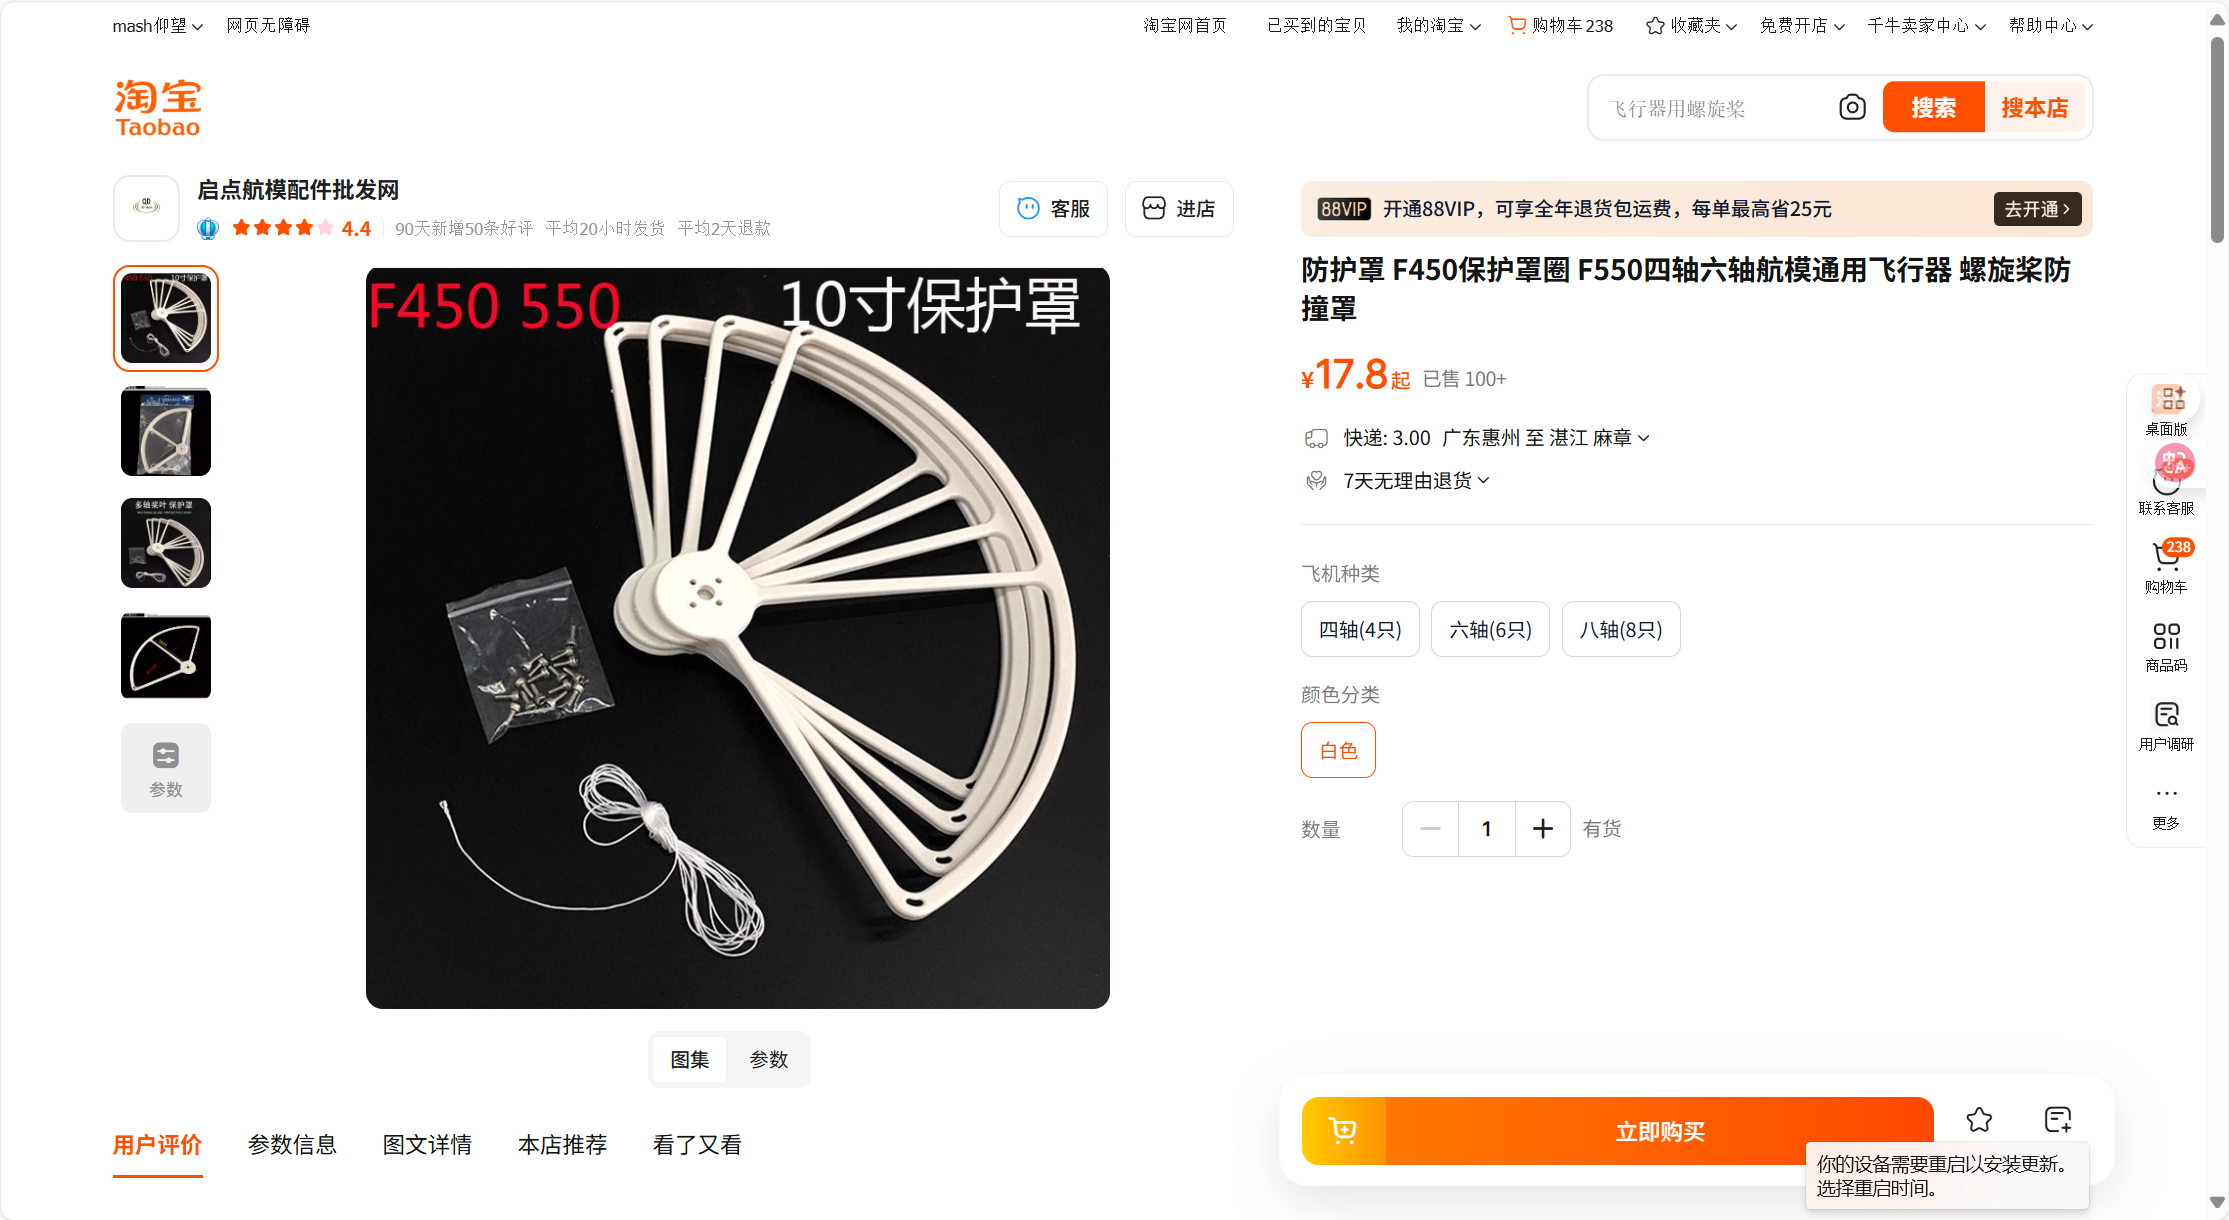 mash仰望
网页无障碍
淘宝网首页
已买到的宝贝
我的淘宝
购物车 238
收藏夹
免费开店
千牛卖家中心
帮助中心
淘宝
Taobao
飞行器用螺旋桨
搜索
搜本店
QD
启点航模配件批发网
4.4
90天新增50条好评 平均20小时发货 平均2天退款
客服
进店
88VIP 开通88VIP，可享全年退货包运费，每单最高省25元
去开通
防护罩 F450保护罩圈 F550四轴六轴航模通用飞行器 螺旋桨防
撞罩
¥17.8起 已售 100+
快递: 3.00 广东惠州 至 湛江 麻章
7天无理由退货
飞机种类
四轴(4只)
六轴(6只)
八轴(8只)
颜色分类
白色
数量
1
有货
F450 550
10寸保护罩
10寸保护罩
多轴桨叶 保护罩
参数
图集
参数
用户评价
参数信息
图文详情
本店推荐
看了又看
立即购买
你的设备需要重启以安装更新。
选择重启时间。
桌面版
联系客服
238
购物车
商品码
用户调研
更多